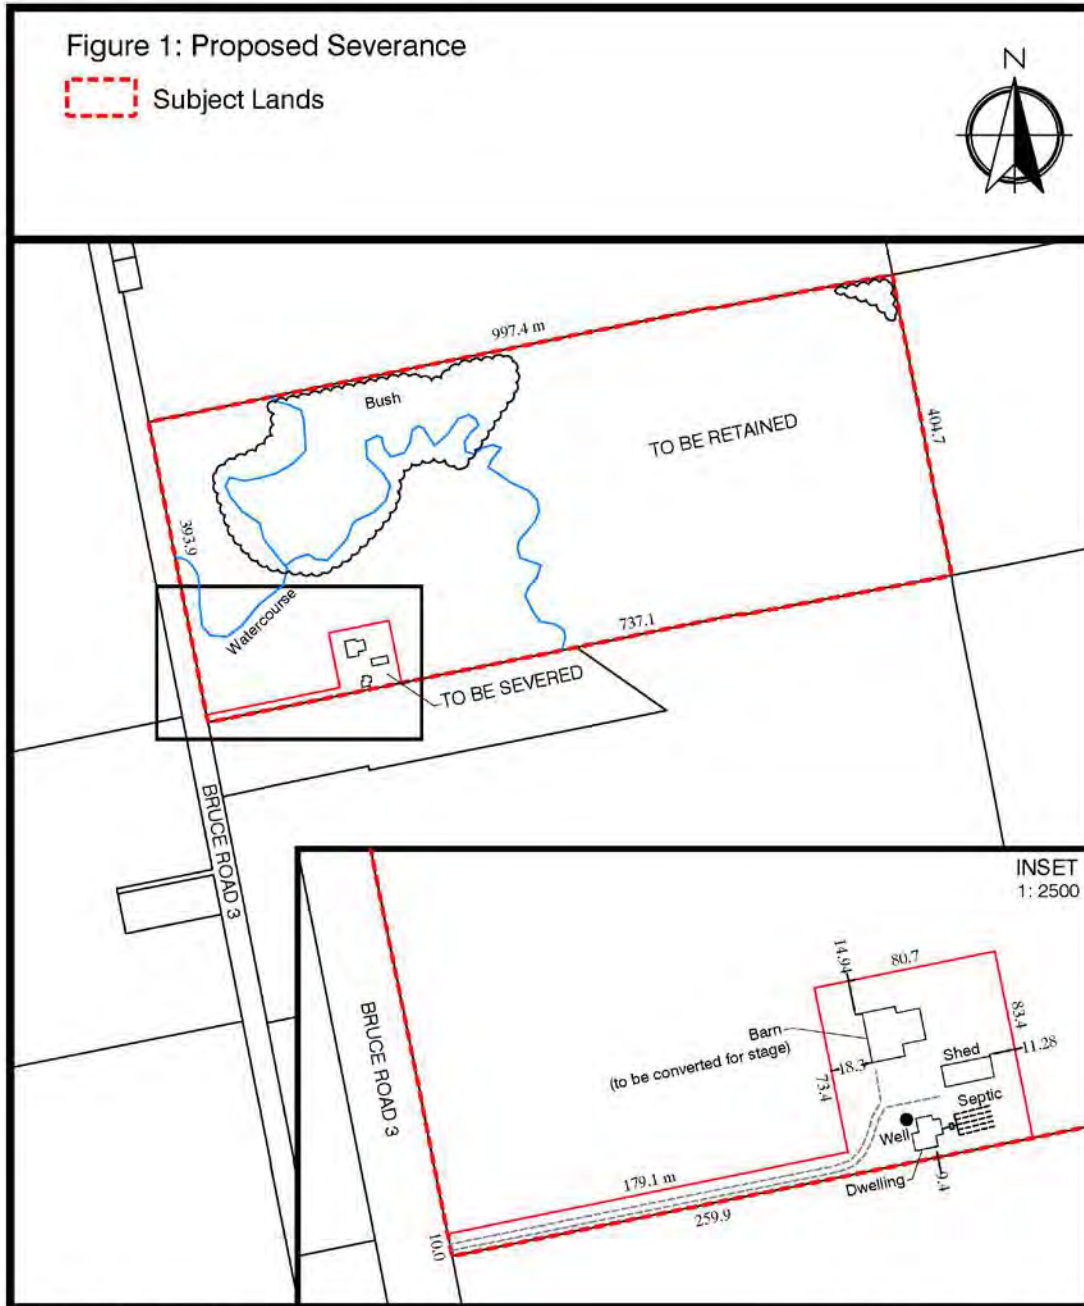 Figure 1: Proposed Severance
N
Subject Lands
997.4 m
Bush
TO BE RETAINED
404.7
393.9
Watercourse
737.1
TO BE SEVERED
BRUCE ROAD 3
INSET
1: 2500
14.94
80.7
83.4
Barn
(to be converted for stage)
18.3
Shed
11.28
73.4
Septic
BRUCE ROAD 3
Well
Dwelling
9.4
179.1 m
259.9
10.0